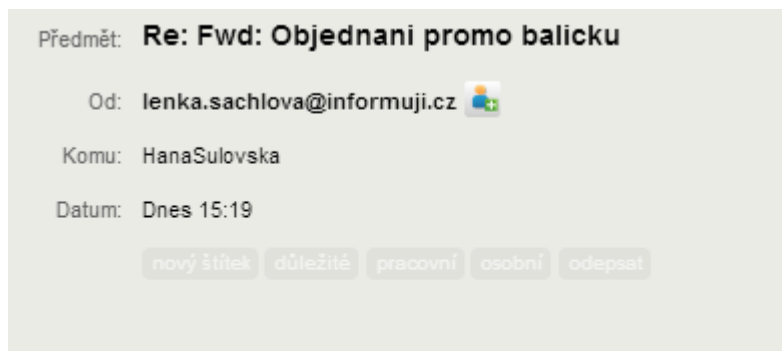 Předmět: Re: Fwd: Objednani promo balicku
Od: lenka.sachlova@informuji.cz
Komu: HanaSulovska
Datum: Dnes 15:19
nový štítek důležité pracovní osobní odepsat